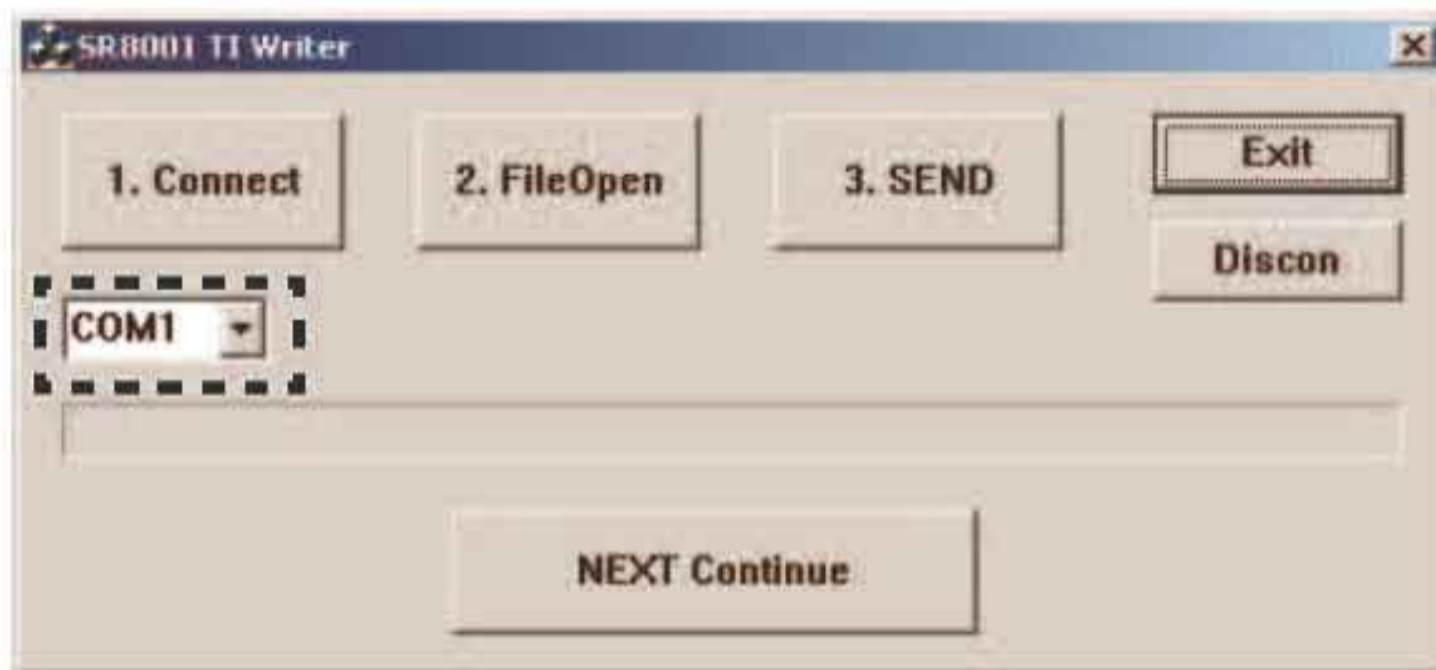 SR8001 TI Writer
1. Connect
2. FileOpen
3. SEND
Exit
Discon
COM1
NEXT Continue